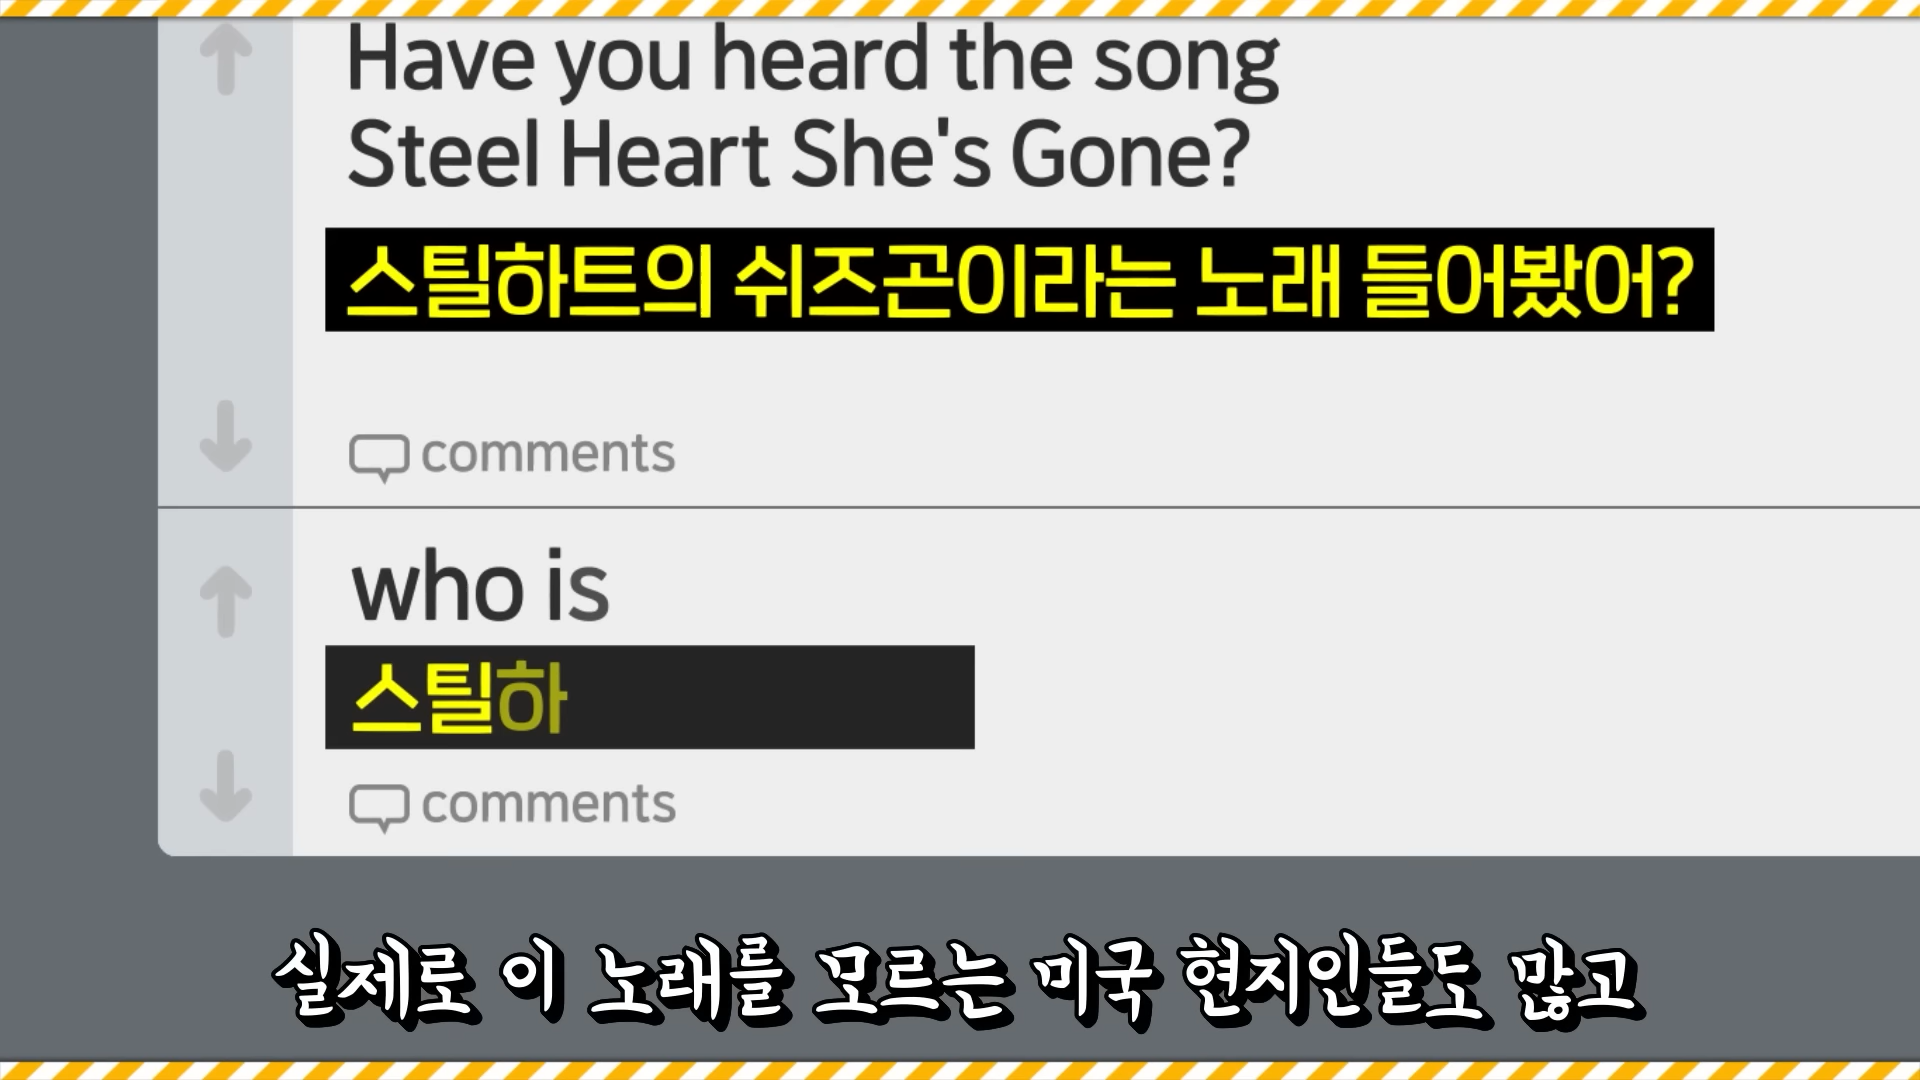 Have you heard the song
Steel Heart She's Gone?
스틸하트의 쉬즈곤이라는 노래 들어봤어?
comments
who is
스틸하
comments
실제로 이 노래를 모르는 미국 현지인들도 많고